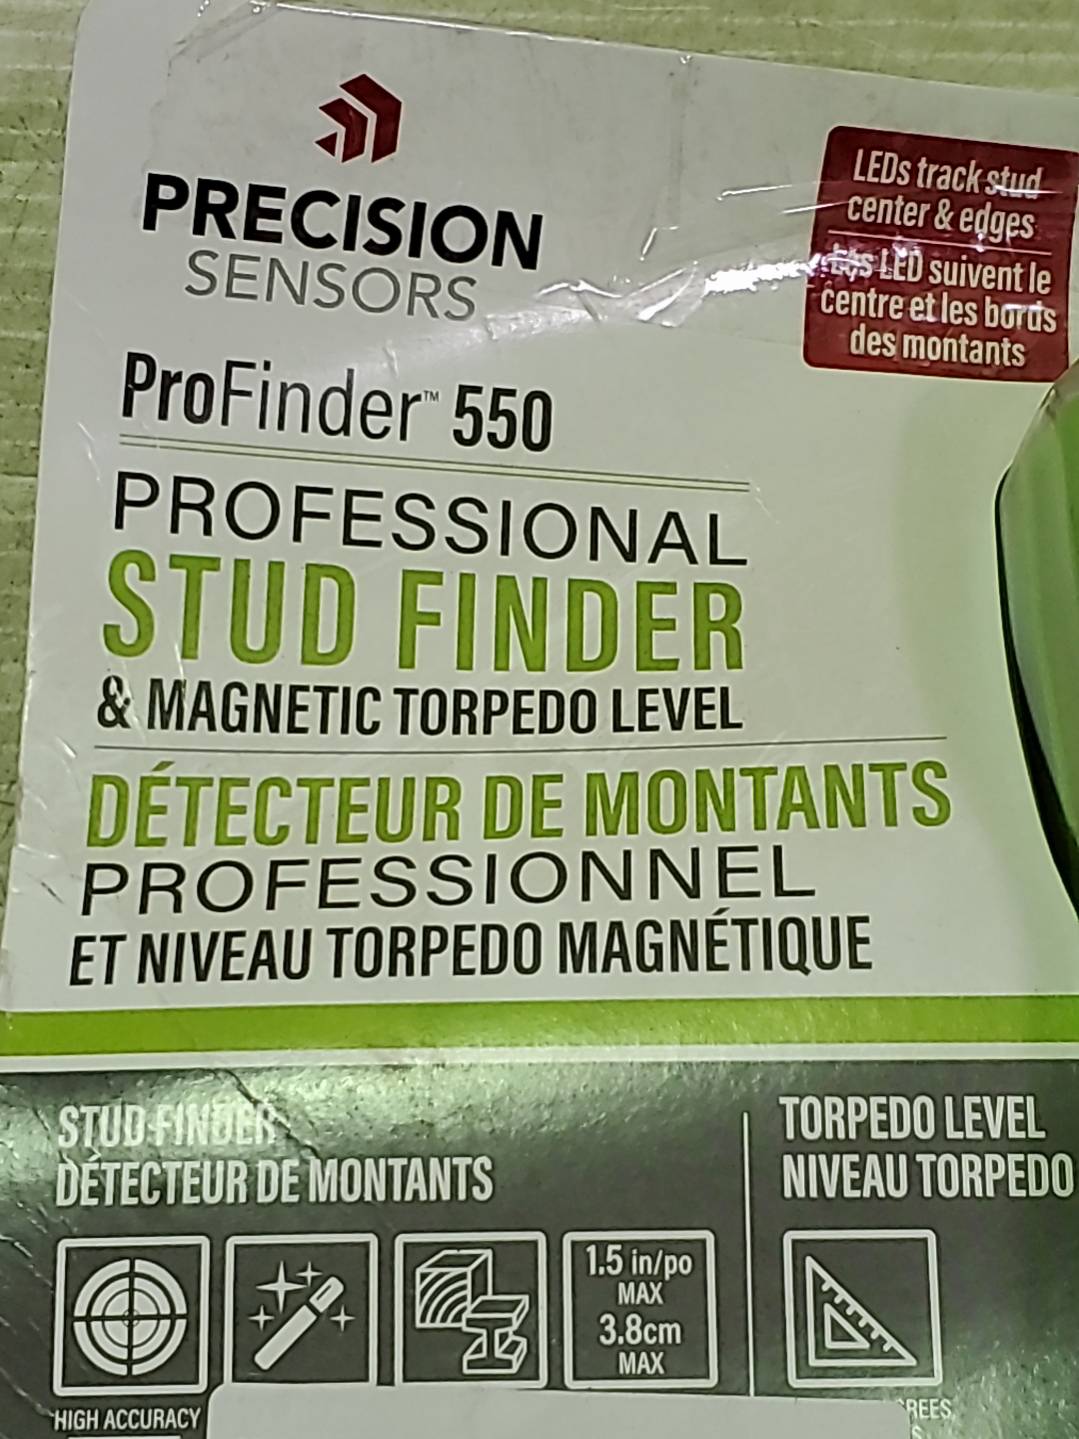 PRECISION
SENSORS
LEDs track stud
center & edges
Les LED suivent le
centre et les bords
des montants
ProFinder™ 550
PROFESSIONAL
STUD FINDER
& MAGNETIC TORPEDO LEVEL
DÉTECTEUR DE MONTANTS
PROFESSIONNEL
ET NIVEAU TORPEDO MAGNÉTIQUE
STUD FINDER
DÉTECTEUR DE MONTANTS
TORPEDO LEVEL
NIVEAU TORPEDO
1.5 in/po
MAX
3.8cm
MAX
HIGH ACCURACY